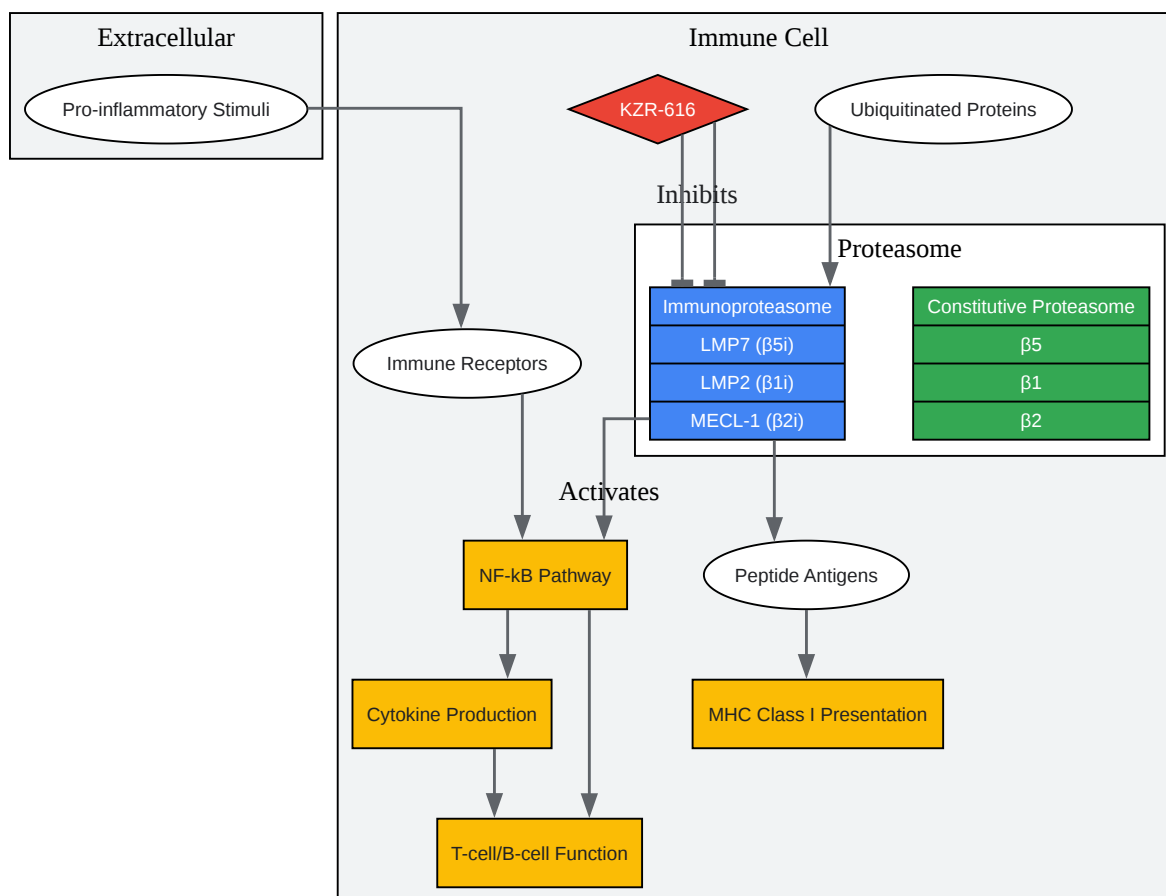 Extracellular
Immune Cell
Pro-inflammatory Stimuli
KZR-616
Ubiquitinated Proteins
Inhibits
Proteasome
Immunoproteasome
LMP7 (β5i)
LMP2 (β1i)
MECL-1 (β2i)
Constitutive Proteasome
β5
β1
β2
Immune Receptors
Activates
NF-kB Pathway
Peptide Antigens
Cytokine Production
MHC Class I Presentation
T-cell/B-cell Function